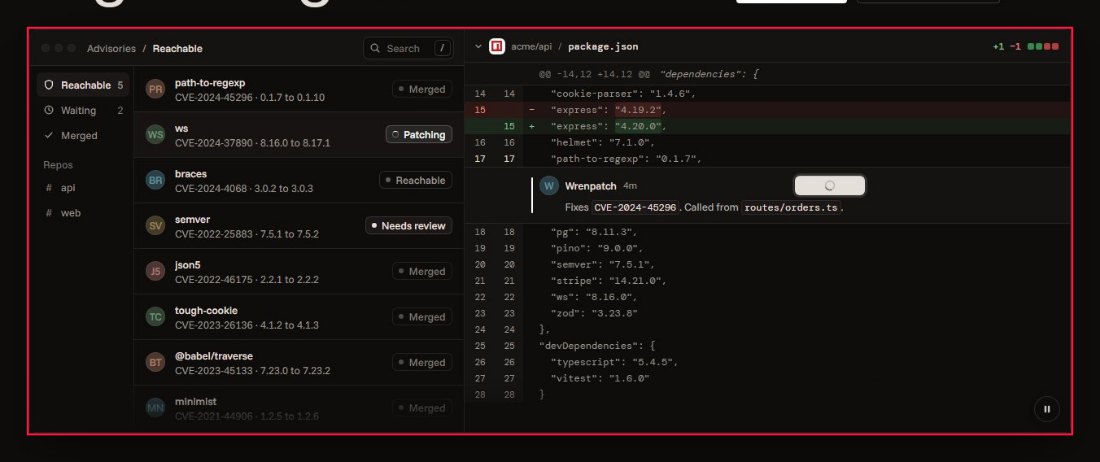 Advisories / Reachable
Search /
Reachable 5
Waiting 2
Merged
Repos
# api
# web
PR path-to-regexp
CVE-2024-45296 · 0.1.7 to 0.1.10
Merged
WS ws
CVE-2024-37890 · 8.16.0 to 8.17.1
Patching
BR braces
CVE-2024-4068 · 3.0.2 to 3.0.3
Reachable
SV semver
CVE-2022-25883 · 7.5.1 to 7.5.2
Needs review
J5 json5
CVE-2022-46175 · 2.2.1 to 2.2.2
Merged
TC tough-cookie
CVE-2023-26136 · 4.1.2 to 4.1.3
Merged
BT @babel/traverse
CVE-2023-45133 · 7.23.0 to 7.23.2
Merged
MN minimist
CVE-2021-44906 · 1.2.5 to 1.2.6
Merged
acme/api / package.json
+1 −1
@@ -14,12 +14,12 @@ "dependencies": {
14 14 "cookie-parser": "1.4.6",
15 − "express": "4.19.2",
15 + "express": "4.20.0",
16 16 "helmet": "7.1.0",
17 17 "path-to-regexp": "0.1.7",
W Wrenpatch 4m
Fixes CVE-2024-45296. Called from routes/orders.ts.
18 18 "pg": "8.11.3",
19 19 "pino": "9.0.0",
20 20 "semver": "7.5.1",
21 21 "stripe": "14.21.0",
22 22 "ws": "8.16.0",
23 23 "zod": "3.23.8"
24 24 },
25 25 "devDependencies": {
26 26 "typescript": "5.4.5",
27 27 "vitest": "1.6.0"
28 28 }